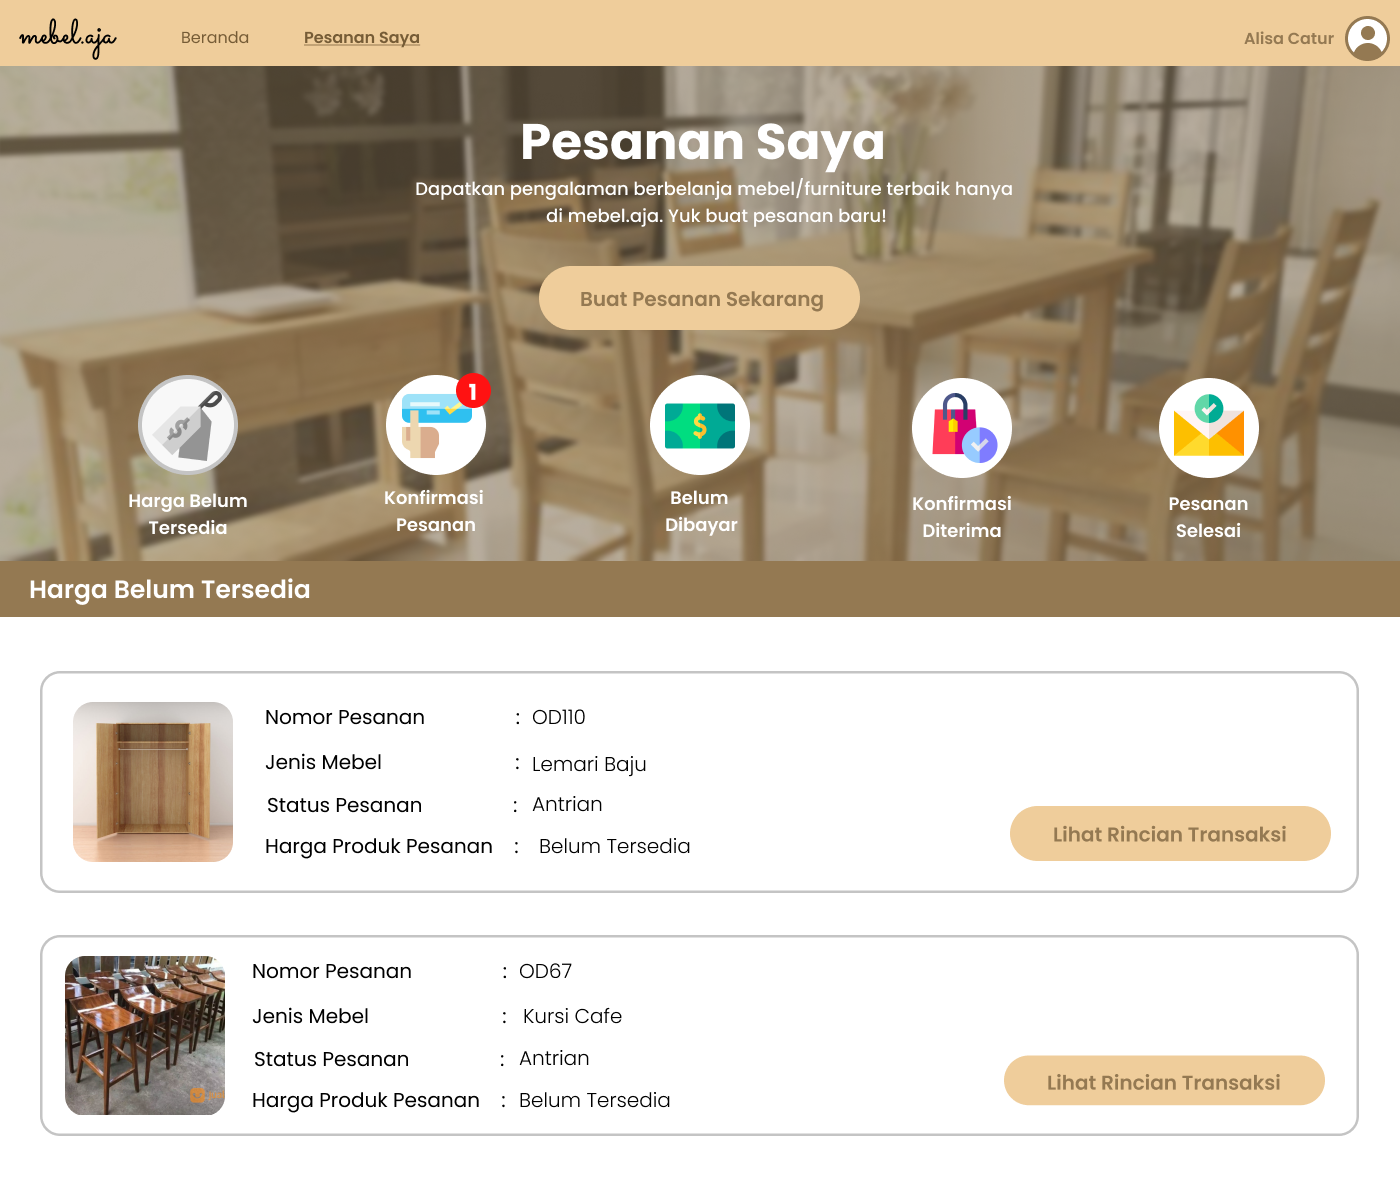 mebel.aja
Beranda
Pesanan Saya
Alisa Catur
Pesanan Saya
Dapatkan pengalaman berbelanja mebel/furniture terbaik hanya
di mebel.aja. Yuk buat pesanan baru!
Buat Pesanan Sekarang
1
Harga Belum
Tersedia
Konfirmasi
Pesanan
Belum
Dibayar
Konfirmasi
Diterima
Pesanan
Selesai
Harga Belum Tersedia
Nomor Pesanan : OD110
Jenis Mebel : Lemari Baju
Status Pesanan : Antrian
Harga Produk Pesanan : Belum Tersedia
Lihat Rincian Transaksi
Nomor Pesanan : OD67
Jenis Mebel : Kursi Cafe
Status Pesanan : Antrian
Harga Produk Pesanan : Belum Tersedia
Lihat Rincian Transaksi